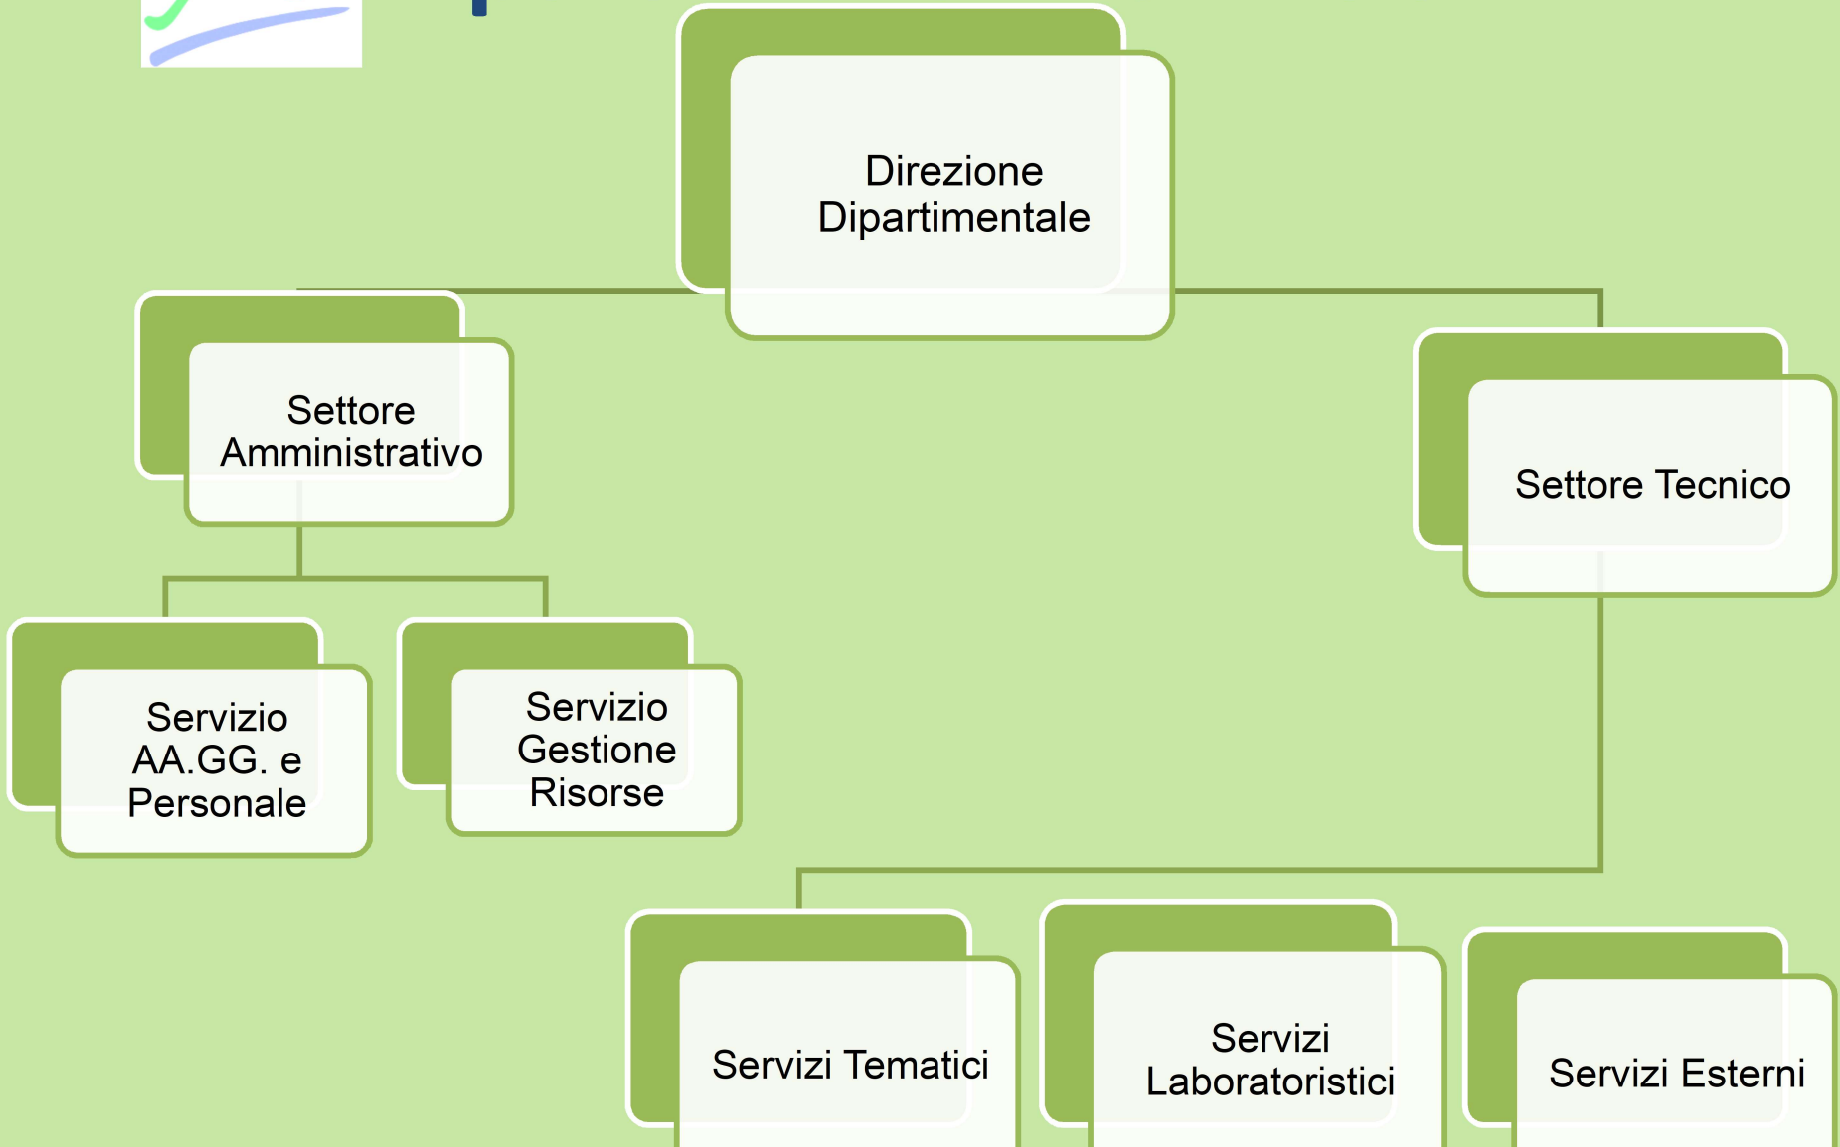 Direzione
Dipartimentale
Settore
Amministrativo
Settore Tecnico
Servizio
AA.GG. e
Personale
Servizio
Gestione
Risorse
Servizi Tematici
Servizi
Laboratoristici
Servizi Esterni